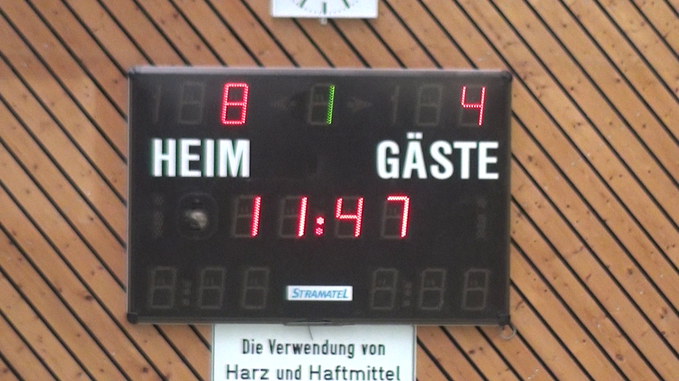 8 1 4
HEIM GÄSTE
11:47
STRAMATEL
Die Verwendung von
Harz und Haftmittel